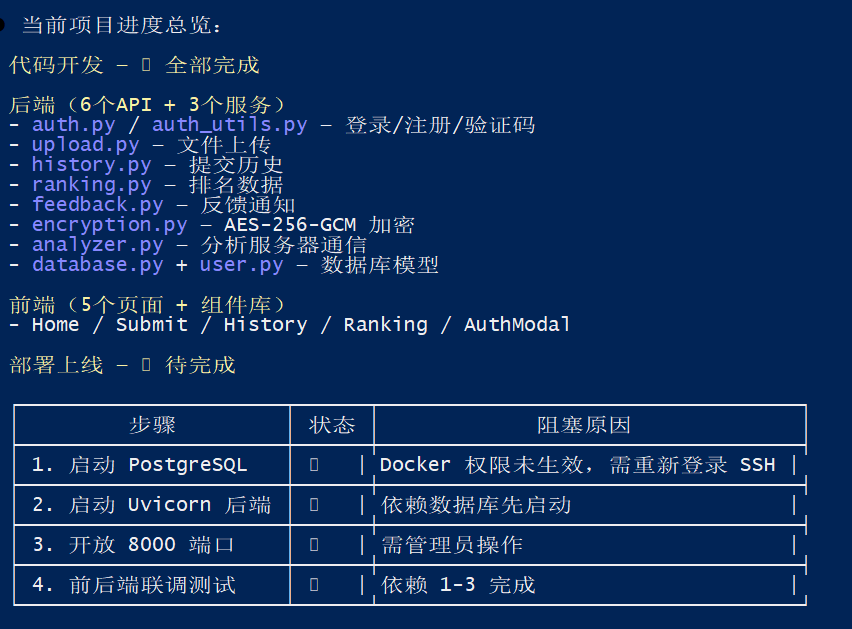 当前项目进度总览：
代码开发 — 全部完成
后端（6个API + 3个服务）
- auth.py / auth_utils.py — 登录/注册/验证码
- upload.py — 文件上传
- history.py — 提交历史
- ranking.py — 排名数据
- feedback.py — 反馈通知
- encryption.py — AES-256-GCM 加密
- analyzer.py — 分析服务器通信
- database.py + user.py — 数据库模型
前端（5个页面 + 组件库）
- Home / Submit / History / Ranking / AuthModal
部署上线 — 待完成
步骤 状态 阻塞原因
1. 启动 PostgreSQL Docker 权限未生效，需重新登录 SSH
2. 启动 Uvicorn 后端 依赖数据库先启动
3. 开放 8000 端口 需管理员操作
4. 前后端联调测试 依赖 1-3 完成